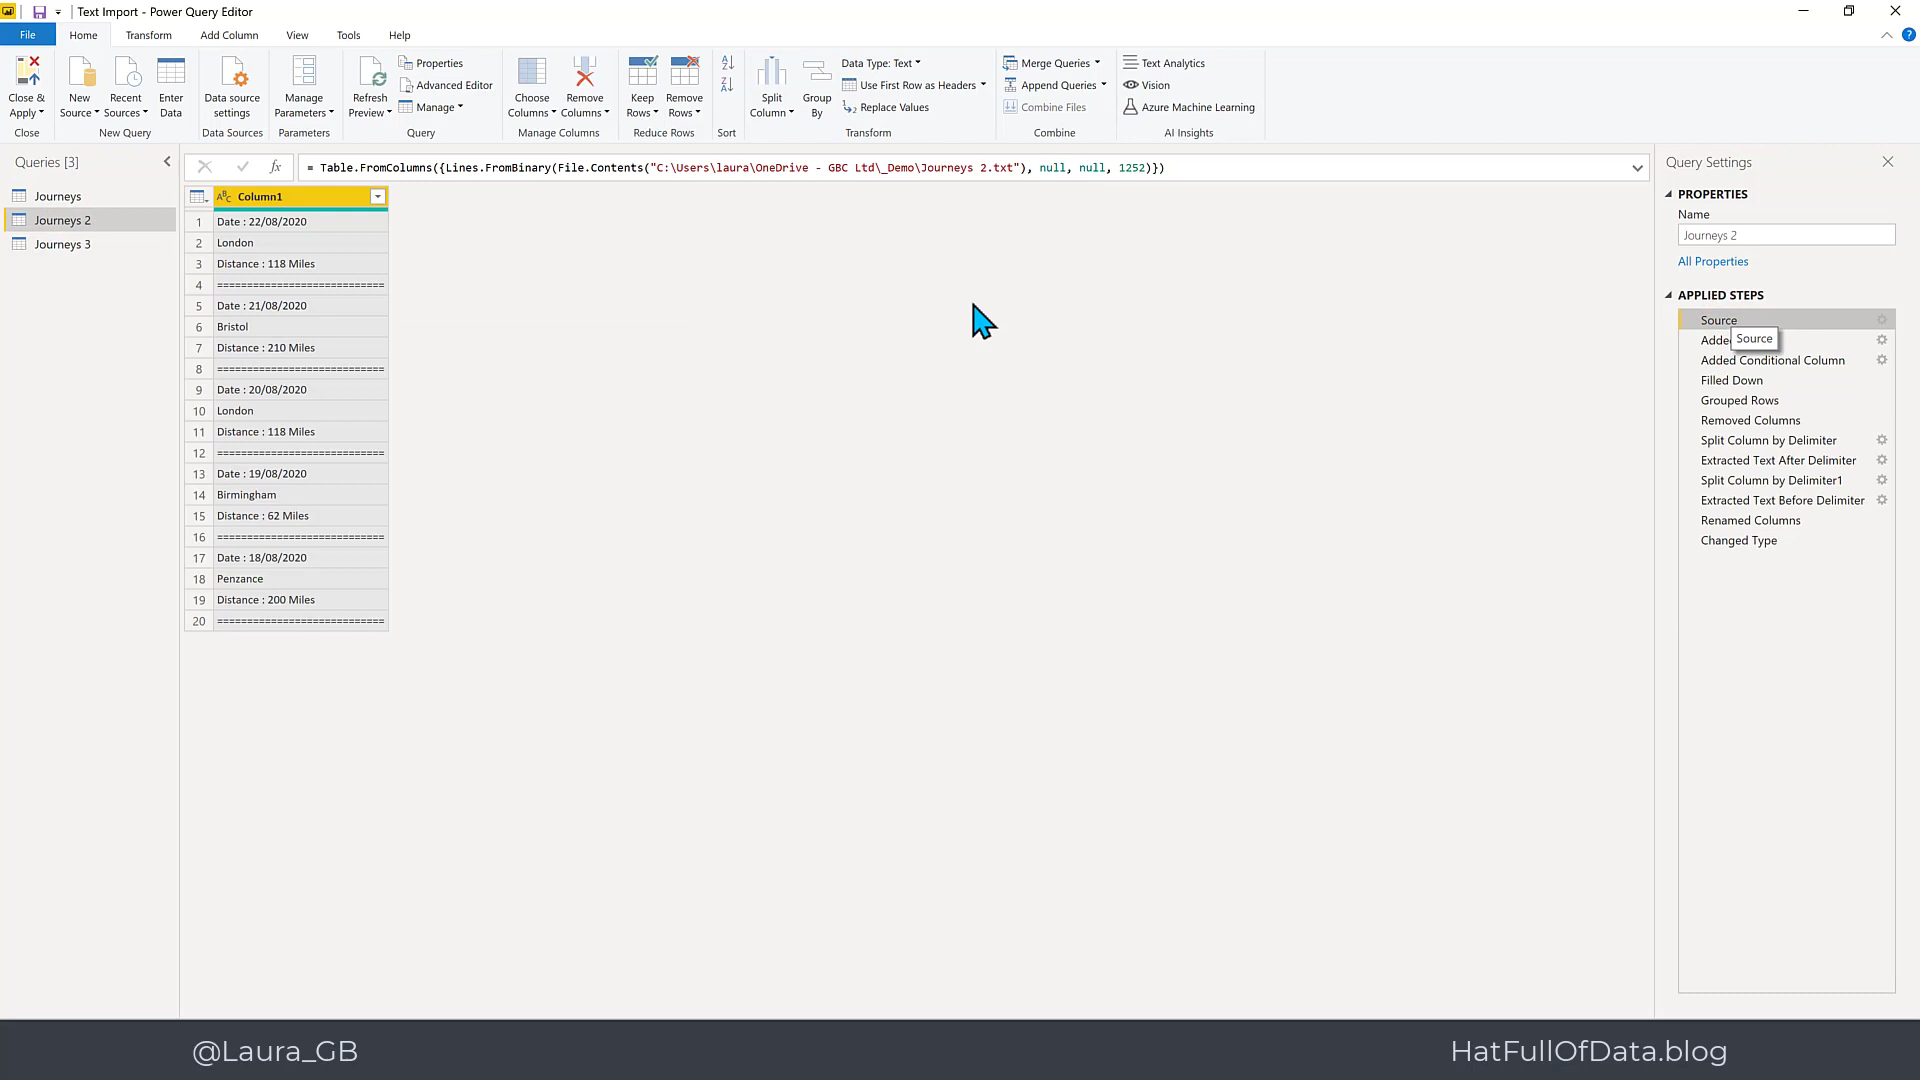 Text Import - Power Query Editor
File Home Transform Add Column View Tools Help
Close & Apply
Close
New Source
Recent Sources
Enter Data
New Query
Data source settings
Data Sources
Manage Parameters
Parameters
Refresh Preview
Properties
Advanced Editor
Manage
Query
Choose Columns
Remove Columns
Manage Columns
Keep Rows
Remove Rows
Reduce Rows
Sort
Split Column
Group By
Data Type: Text
Use First Row as Headers
Replace Values
Transform
Merge Queries
Append Queries
Combine Files
Combine
Text Analytics
Vision
Azure Machine Learning
AI Insights
Queries [3]
Journeys
Journeys 2
Journeys 3
fx
= Table.FromColumns({Lines.FromBinary(File.Contents("C:\Users\laura\OneDrive - GBC Ltd\_Demo\Journeys 2.txt"), null, null, 1252)})
ABC Column1
1 Date : 22/08/2020
2 London
3 Distance : 118 Miles
4 ============================
5 Date : 21/08/2020
6 Bristol
7 Distance : 210 Miles
8 ============================
9 Date : 20/08/2020
10 London
11 Distance : 118 Miles
12 ============================
13 Date : 19/08/2020
14 Birmingham
15 Distance : 62 Miles
16 ============================
17 Date : 18/08/2020
18 Penzance
19 Distance : 200 Miles
20 ============================
Query Settings
PROPERTIES
Name
Journeys 2
All Properties
APPLIED STEPS
Source
Source
Added Conditional Column
Filled Down
Grouped Rows
Removed Columns
Split Column by Delimiter
Extracted Text After Delimiter
Split Column by Delimiter1
Extracted Text Before Delimiter
Renamed Columns
Changed Type
@Laura_GB
HatFullOfData.blog